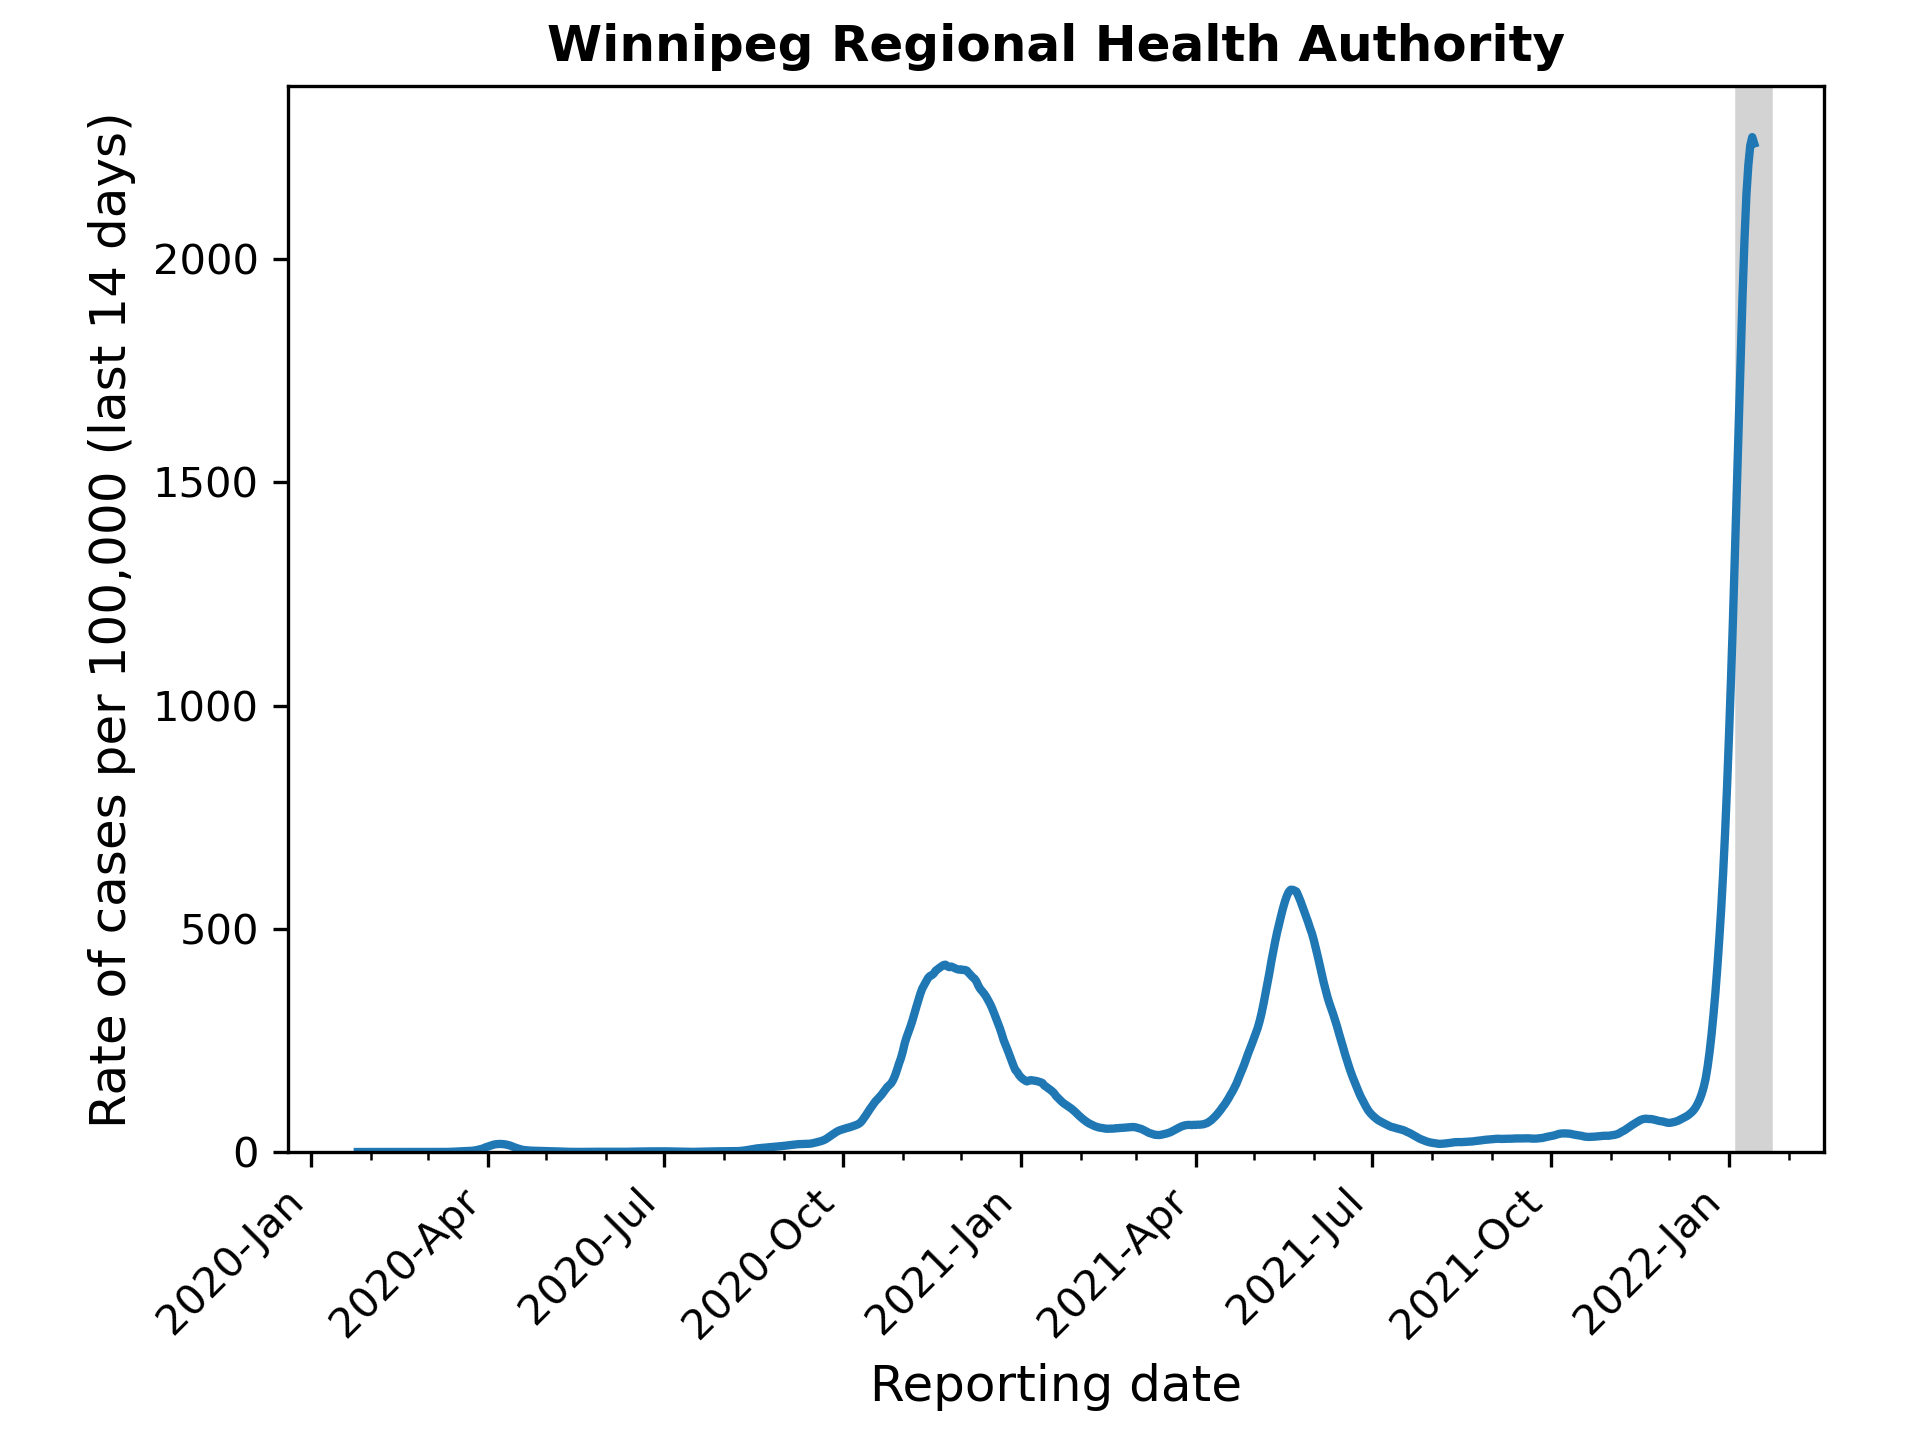 Winnipeg Regional Health Authority
Rate of cases per 100,000 (last 14 days)
2000
1500
1000
500
0
2020-Jan
2020-Apr
2020-Jul
2020-Oct
2021-Jan
2021-Apr
2021-Jul
2021-Oct
2022-Jan
Reporting date